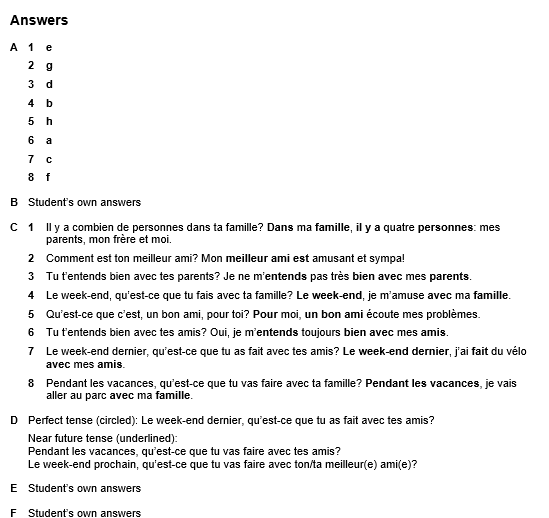 Answers
A 1 e
2 g
3 d
4 b
5 h
6 a
7 c
8 f
B Student's own answers
C 1 Il y a combien de personnes dans ta famille? Dans ma famille, il y a quatre personnes: mes
parents, mon frère et moi.
2 Comment est ton meilleur ami? Mon meilleur ami est amusant et sympa!
3 Tu t'entends bien avec tes parents? Je ne m'entends pas très bien avec mes parents.
4 Le week-end, qu'est-ce que tu fais avec ta famille? Le week-end, je m'amuse avec ma famille.
5 Qu'est-ce que c'est, un bon ami, pour toi? Pour moi, un bon ami écoute mes problèmes.
6 Tu t'entends bien avec tes amis? Oui, je m'entends toujours bien avec mes amis.
7 Le week-end dernier, qu'est-ce que tu as fait avec tes amis? Le week-end dernier, j'ai fait du vélo
avec mes amis.
8 Pendant les vacances, qu'est-ce que tu vas faire avec ta famille? Pendant les vacances, je vais
aller au parc avec ma famille.
D Perfect tense (circled): Le week-end dernier, qu'est-ce que tu as fait avec tes amis?
Near future tense (underlined):
Pendant les vacances, qu'est-ce que tu vas faire avec tes amis?
Le week-end prochain, qu'est-ce que tu vas faire avec ton/ta meilleur(e) ami(e)?
E Student's own answers
F Student's own answers